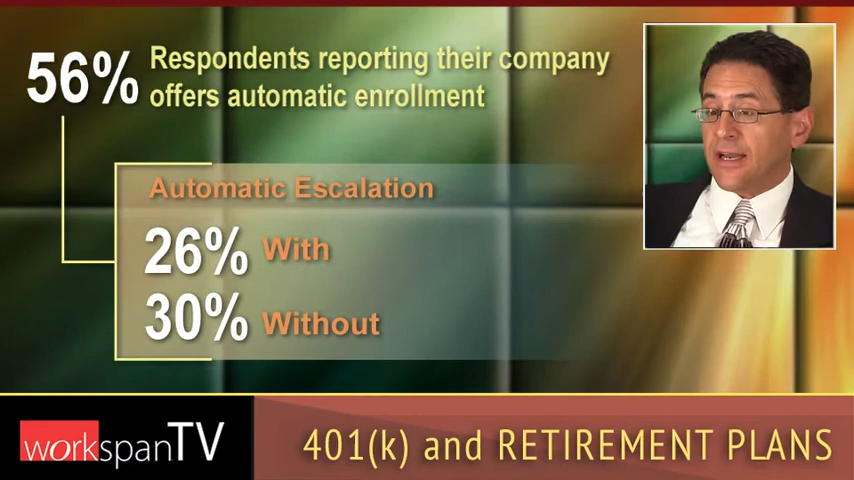 56% Respondents reporting their company
offers automatic enrollment
Automatic Escalation
26% With
30% Without
workspanTV
401(k) and RETIREMENT PLANS